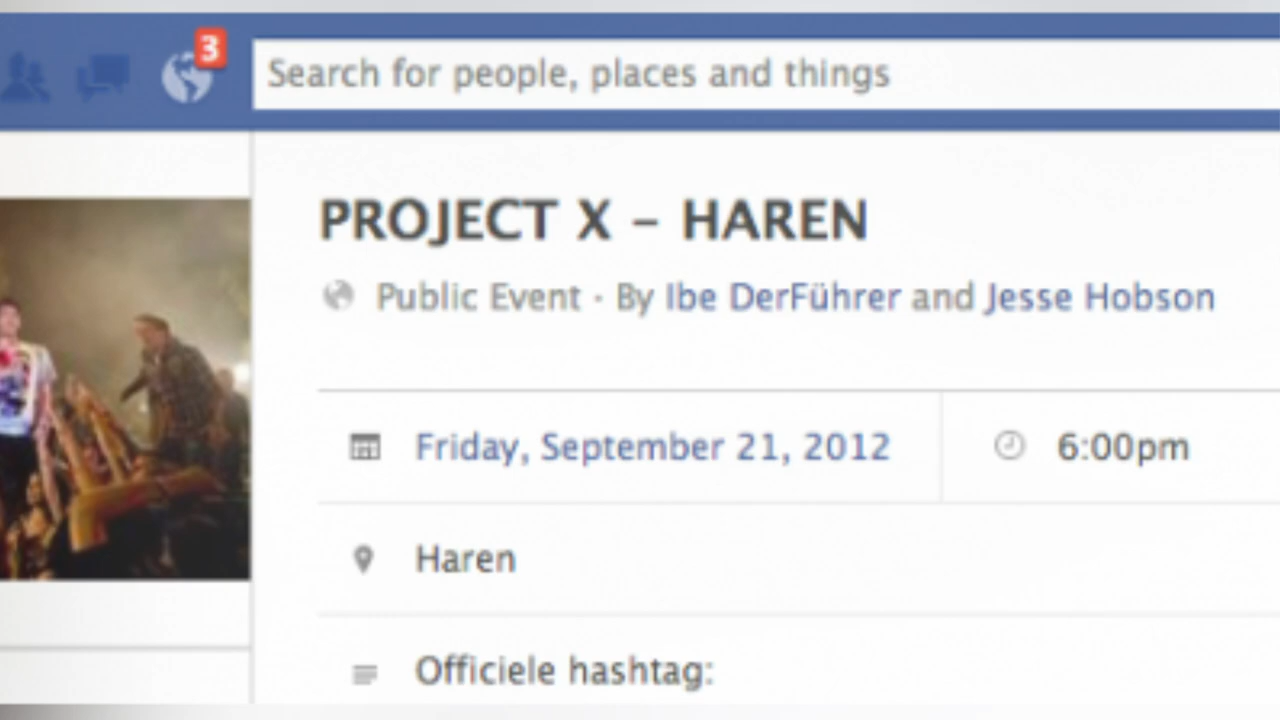 3
Search for people, places and things
PROJECT X – HAREN
Public Event · By Ibe DerFührer and Jesse Hobson
Friday, September 21, 2012
6:00pm
Haren
Officiele hashtag: